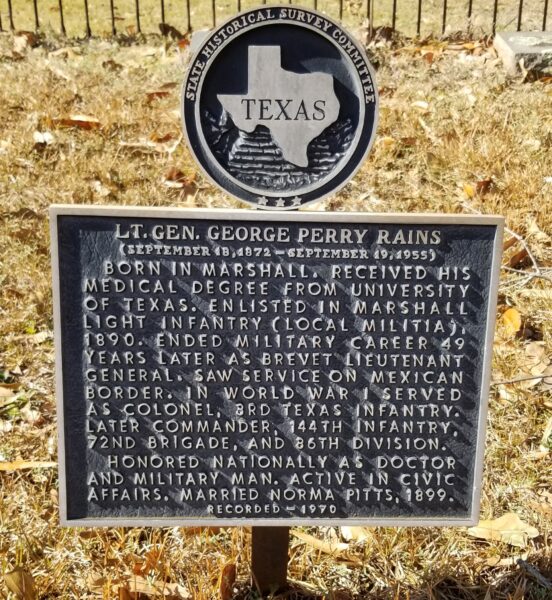 STATE HISTORICAL SURVEY COMMITTEE
TEXAS
LT. GEN. GEORGE PERRY RAINS
(SEPTEMBER 18, 1872 – SEPTEMBER 19, 1955)
BORN IN MARSHALL. RECEIVED HIS
MEDICAL DEGREE FROM UNIVERSITY
OF TEXAS. ENLISTED IN MARSHALL
LIGHT INFANTRY (LOCAL MILITIA),
1890. ENDED MILITARY CAREER 49
YEARS LATER AS BREVET LIEUTENANT
GENERAL. SAW SERVICE ON MEXICAN
BORDER. IN WORLD WAR I SERVED
AS COLONEL, 3RD TEXAS INFANTRY.
LATER COMMANDER, 144TH INFANTRY,
72ND BRIGADE, AND 86TH DIVISION.
HONORED NATIONALLY AS DOCTOR
AND MILITARY MAN. ACTIVE IN CIVIC
AFFAIRS. MARRIED NORMA PITTS, 1899.
RECORDED – 1970